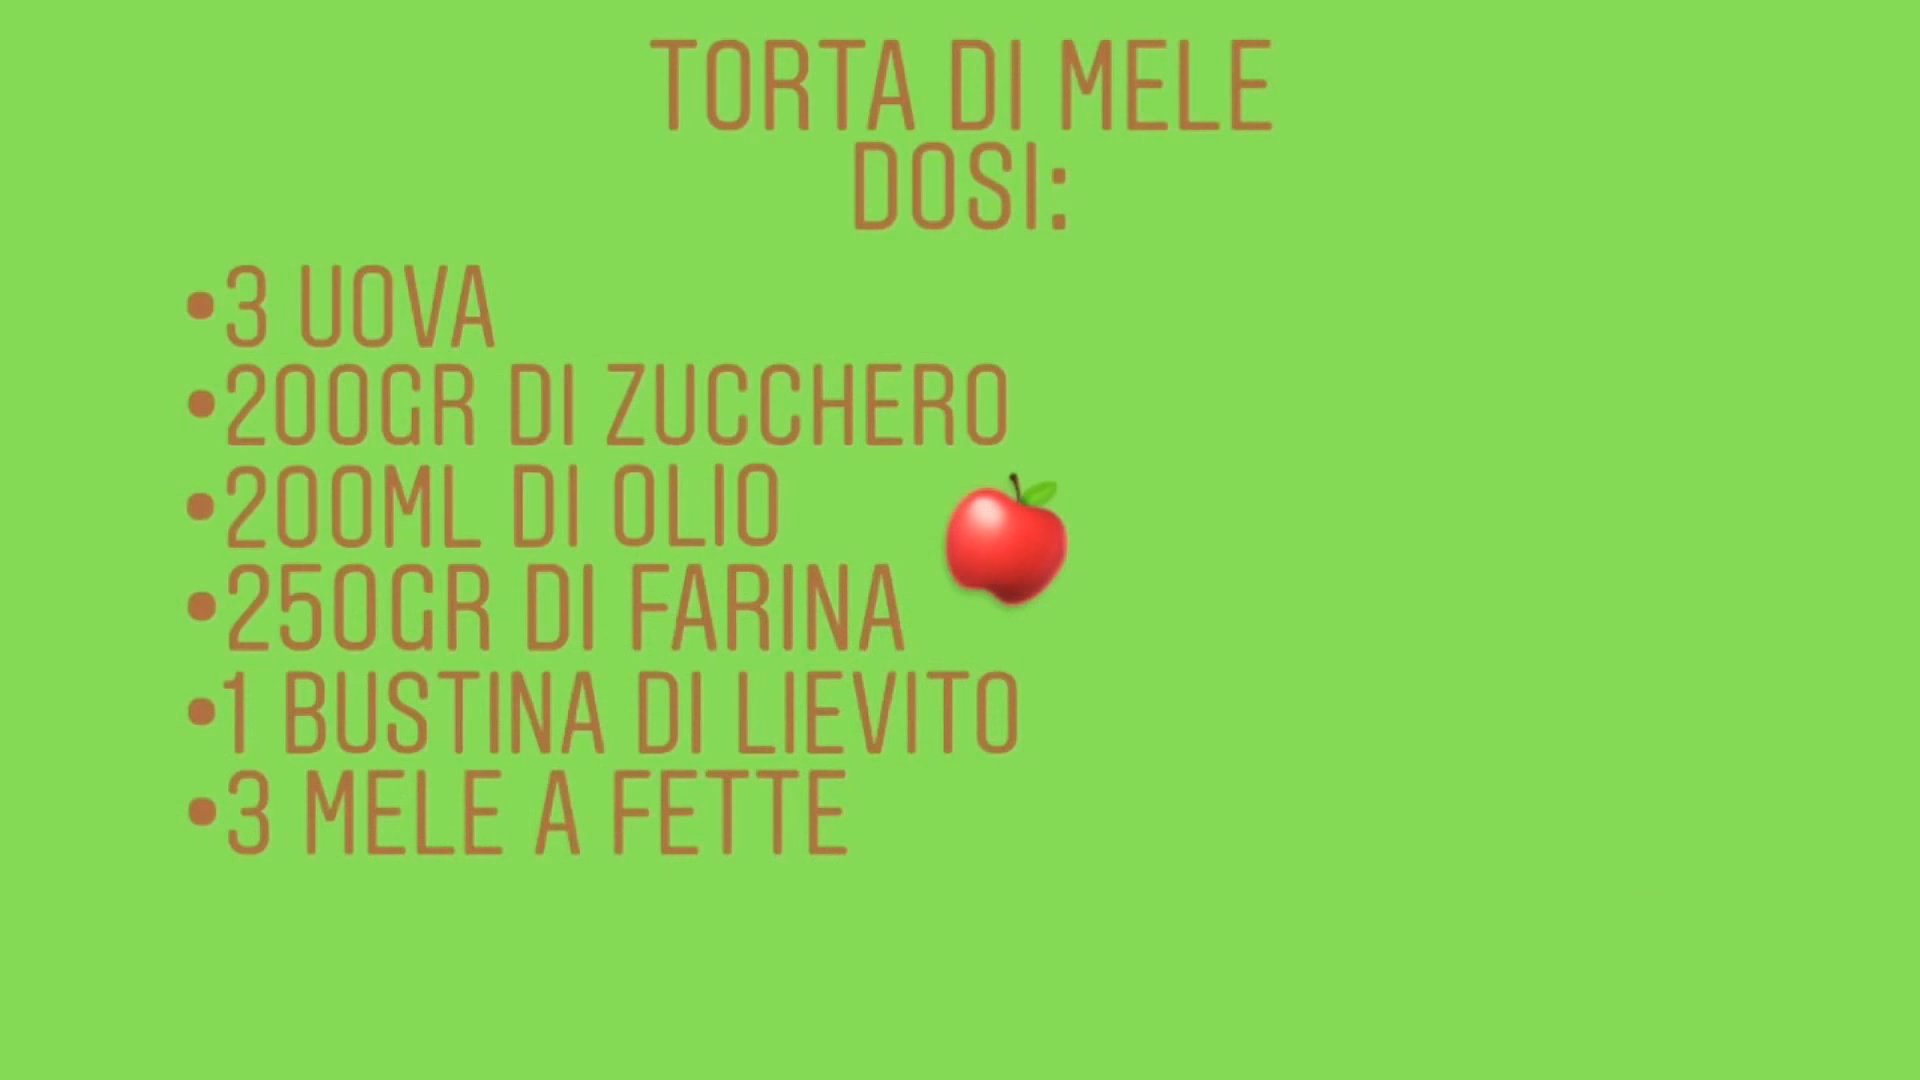 TORTA DI MELE
DOSI:
•3 UOVA
•200GR DI ZUCCHERO
•200ML DI OLIO
•250GR DI FARINA
•1 BUSTINA DI LIEVITO
•3 MELE A FETTE